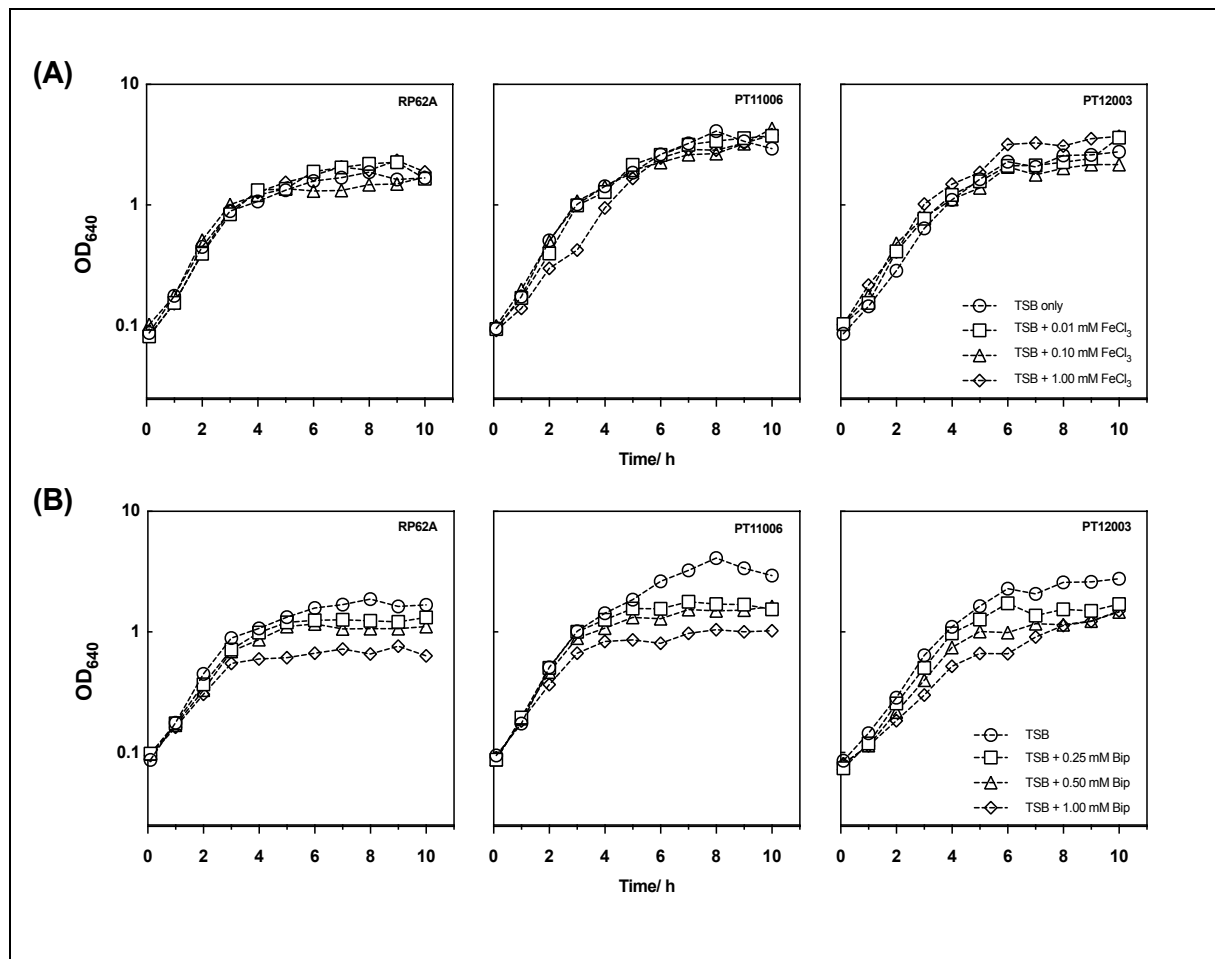 (A)
RP62A
PT11006
PT12003
10
1
0.1
OD640
TSB only
TSB + 0.01 mM FeCl3
TSB + 0.10 mM FeCl3
TSB + 1.00 mM FeCl3
0 2 4 6 8 10
0 2 4 6 8 10
0 2 4 6 8 10
Time/ h
(B)
RP62A
PT11006
PT12003
10
1
0.1
OD640
TSB
TSB + 0.25 mM Bip
TSB + 0.50 mM Bip
TSB + 1.00 mM Bip
0 2 4 6 8 10
0 2 4 6 8 10
0 2 4 6 8 10
Time/ h